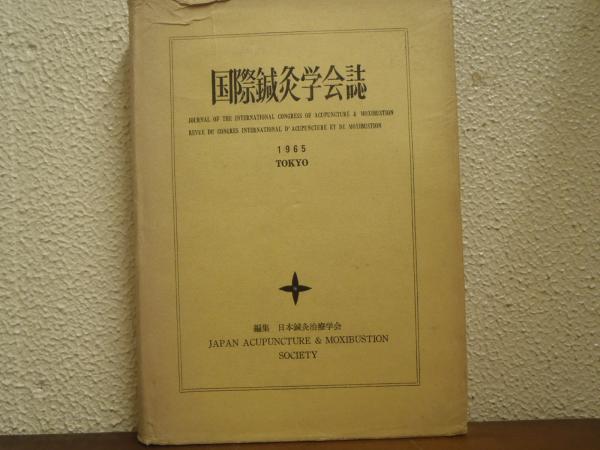 国際鍼灸学会誌
JOURNAL OF THE INTERNATIONAL CONGRESS OF ACUPUNCTURE & MOXIBUSTION
REVUE DU CONGRES INTERNATIONAL D'ACUPUNCTURE ET DE MOXIBUSTION
1965
TOKYO
編集 日本鍼灸治療学会
JAPAN ACUPUNCTURE & MOXIBUSTION
SOCIETY